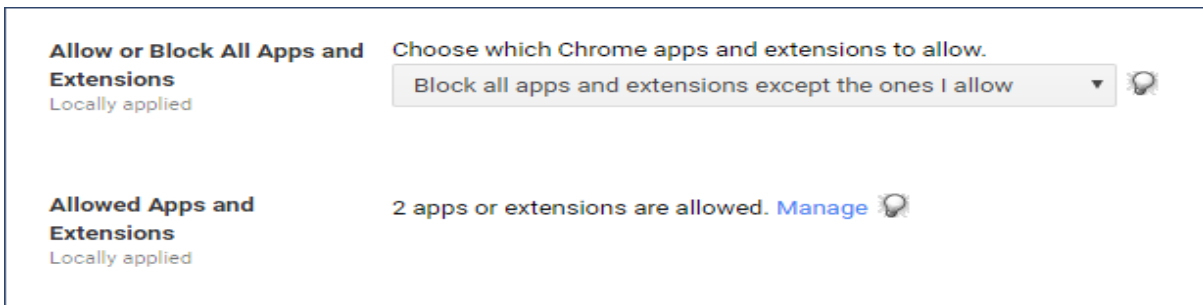 Allow or Block All Apps and
Extensions
Locally applied
Choose which Chrome apps and extensions to allow.
Block all apps and extensions except the ones I allow
Allowed Apps and
Extensions
Locally applied
2 apps or extensions are allowed. Manage